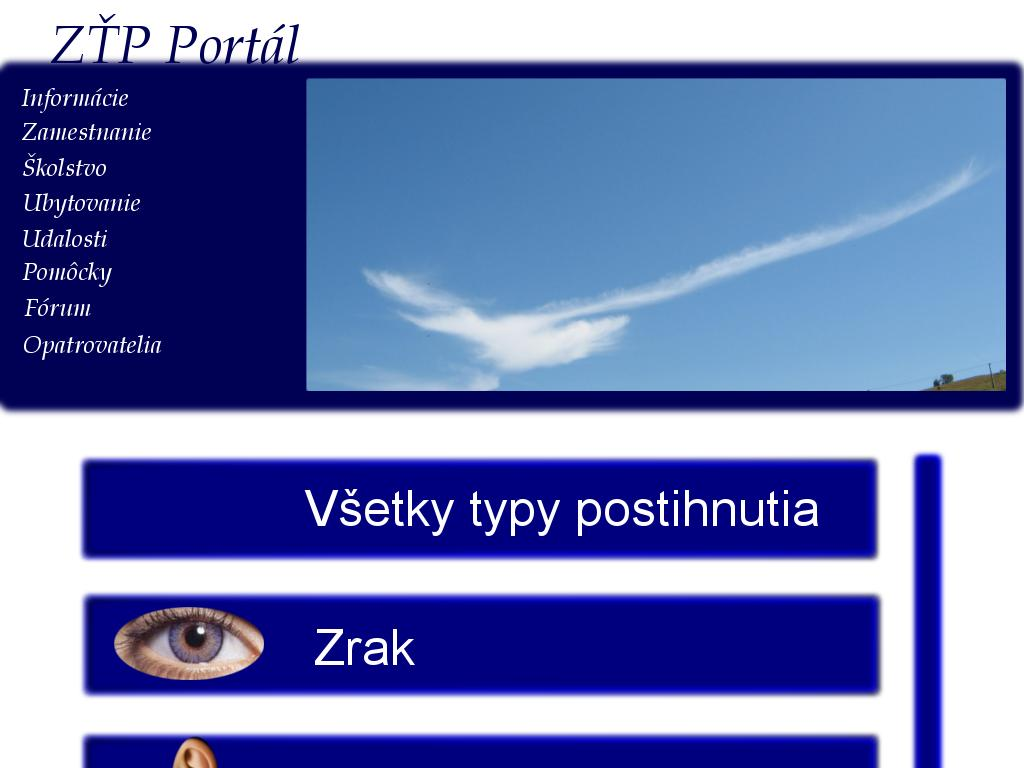 ZŤP Portál
Informácie
Zamestnanie
Školstvo
Ubytovanie
Udalosti
Pomôcky
Fórum
Opatrovatelia
Všetky typy postihnutia
Zrak